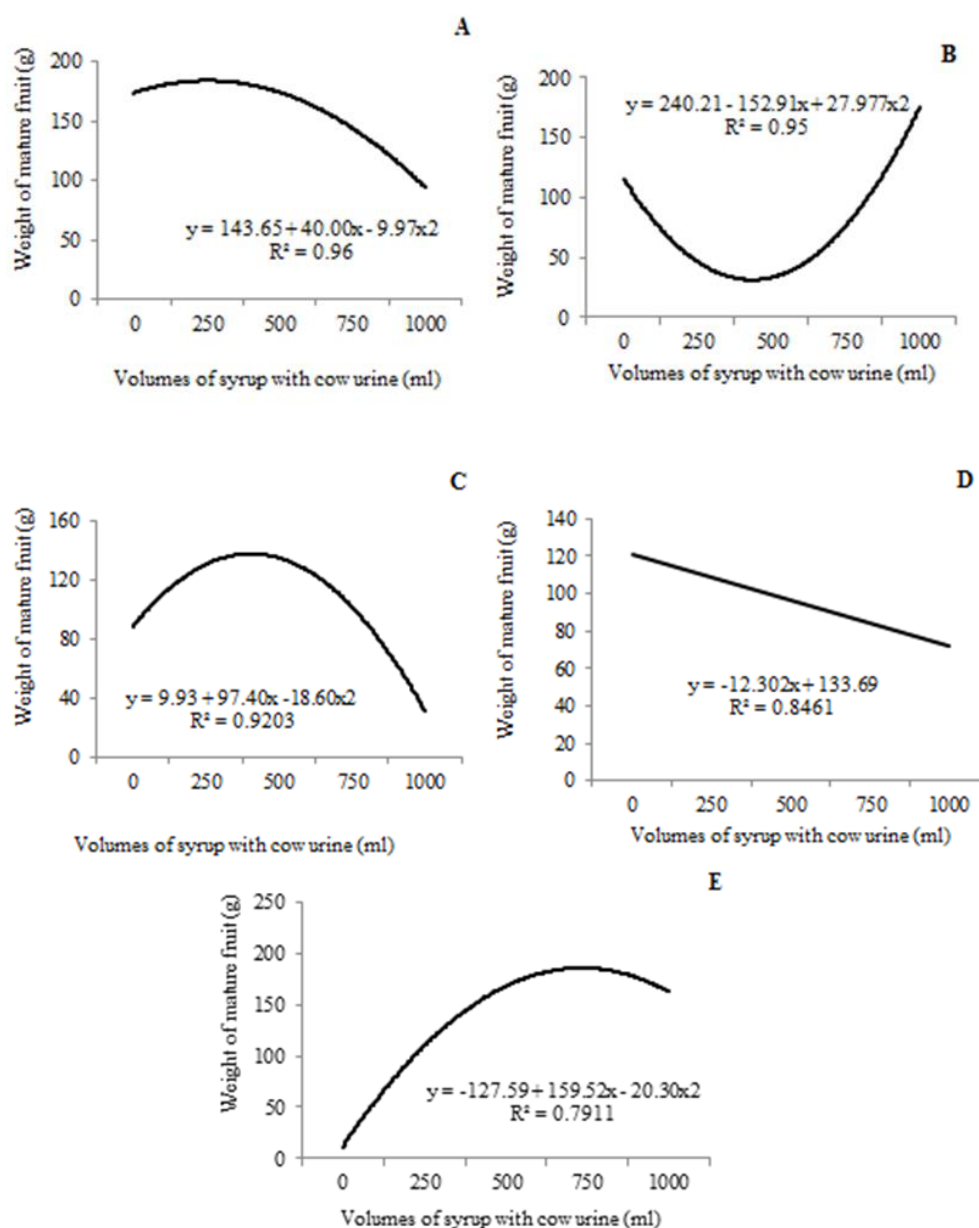 A
Weight of mature fruit (g)
200
150
100
50
0
y = 143.65 + 40.00x - 9.97x2
R² = 0.96
0 250 500 750 1000
Volumes of syrup with cow urine (ml)
B
Weight of mature fruit (g)
200
150
100
50
0
y = 240.21 - 152.91x + 27.977x2
R² = 0.95
0 250 500 750 1000
Volumes of syrup with cow urine (ml)
C
Weight of mature fruit (g)
160
120
80
40
0
y = 9.93 + 97.40x - 18.60x2
R² = 0.9203
0 250 500 750 1000
Volumes of syrup with cow urine (ml)
D
Weight of mature fruit (g)
140
120
100
80
60
40
20
0
y = -12.302x + 133.69
R² = 0.8461
0 250 500 750 1000
Volumes of syrup with cow urine (ml)
E
Weight of mature fruit (g)
250
200
150
100
50
0
y = -127.59 + 159.52x - 20.30x2
R² = 0.7911
0 250 500 750 1000
Volumes of syrup with cow urine (ml)